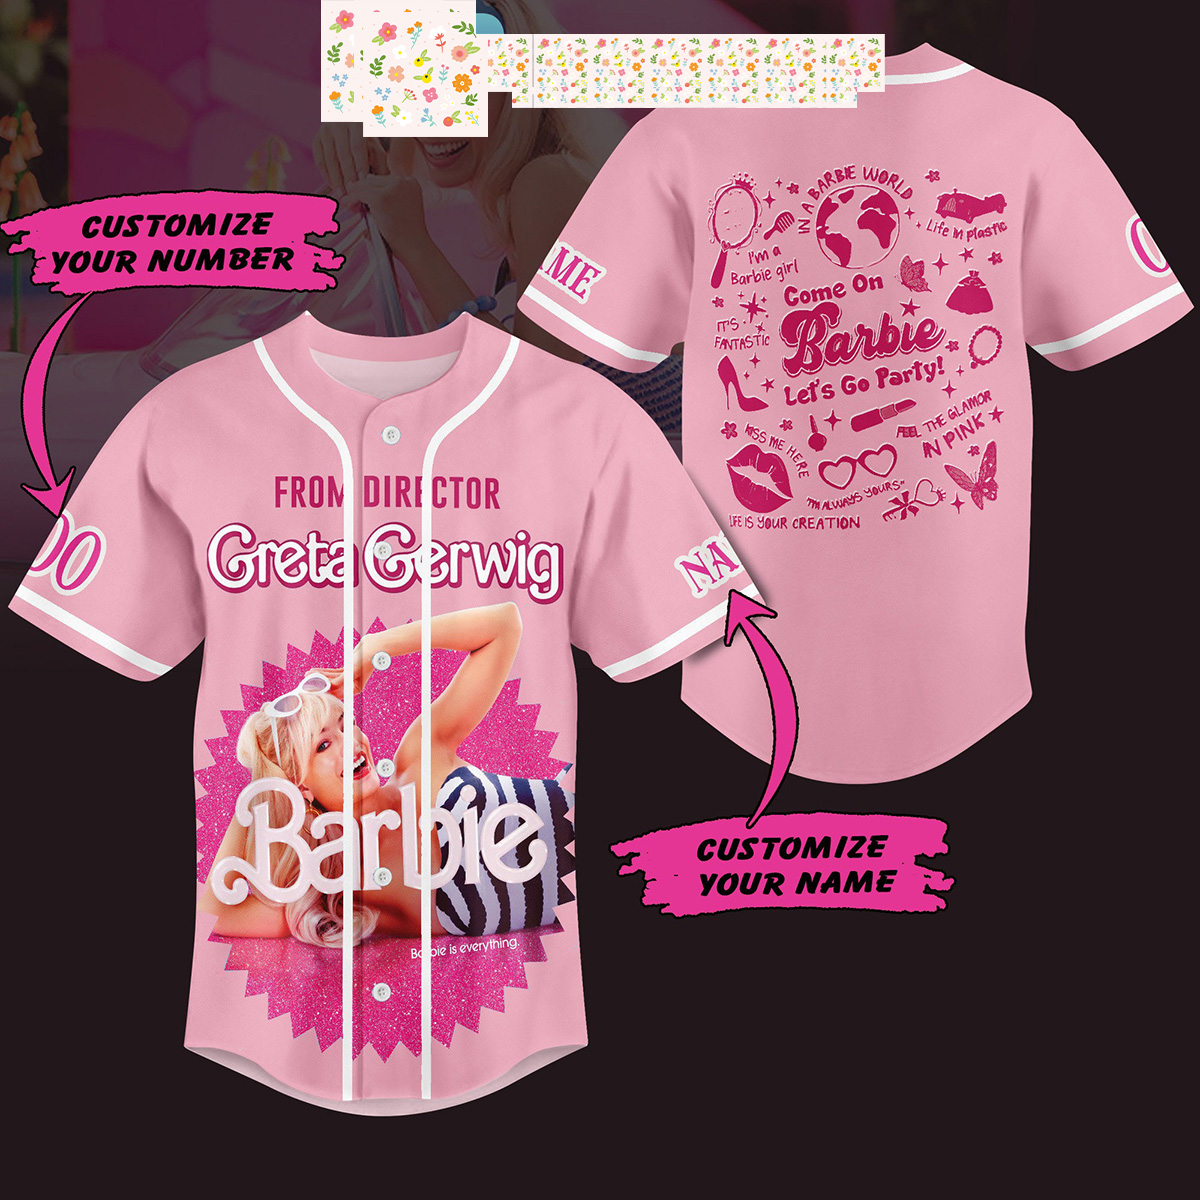 CUSTOMIZE
YOUR NUMBER
00
FROM DIRECTOR
Greta Gerwig
Barbie
Barbie is everything.
IN A BARBIE WORLD
Life in plastic
I'm a
Barbie girl
Come On
IT'S
FANTASTIC
Barbie
Let's Go Party!
FEEL THE GLAMOR
IN PINK
KISS ME HERE
"I'M ALWAYS YOURS"
LIFE IS YOUR CREATION
CUSTOMIZE
YOUR NAME